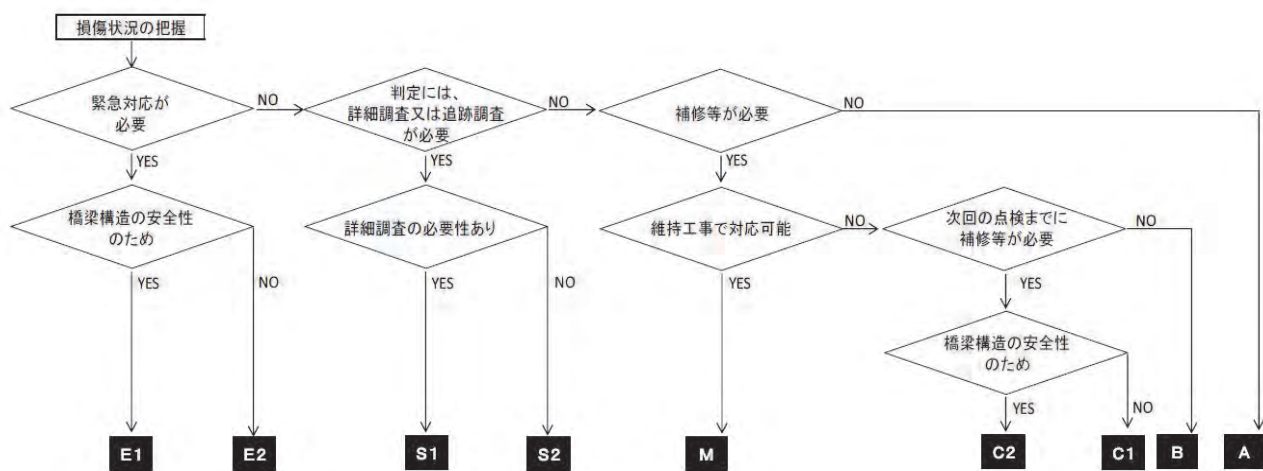 損傷状況の把握
緊急対応が
必要
NO
判定には、
詳細調査又は追跡調査
が必要
NO
補修等が必要
NO
YES
YES
YES
橋梁構造の安全性
のため
詳細調査の必要性あり
維持工事で対応可能
NO
次回の点検までに
補修等が必要
NO
YES
NO
YES
NO
YES
YES
橋梁構造の安全性
のため
YES
NO
E1
E2
S1
S2
M
C2
C1
B
A